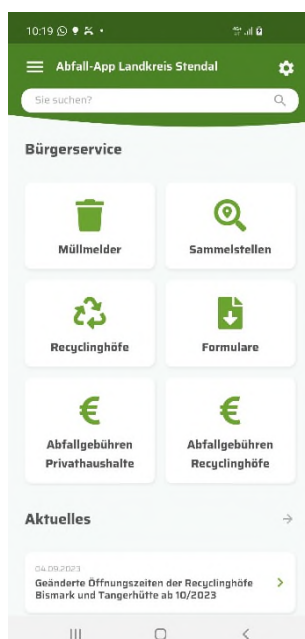 10:19
Abfall-App Landkreis Stendal
Sie suchen?
Bürgerservice
Müllmelder
Sammelstellen
Recyclinghöfe
Formulare
Abfallgebühren
Privathaushalte
Abfallgebühren
Recyclinghöfe
Aktuelles
04.09.2023
Geänderte Öffnungszeiten der Recyclinghöfe
Bismark und Tangerhütte ab 10/2023